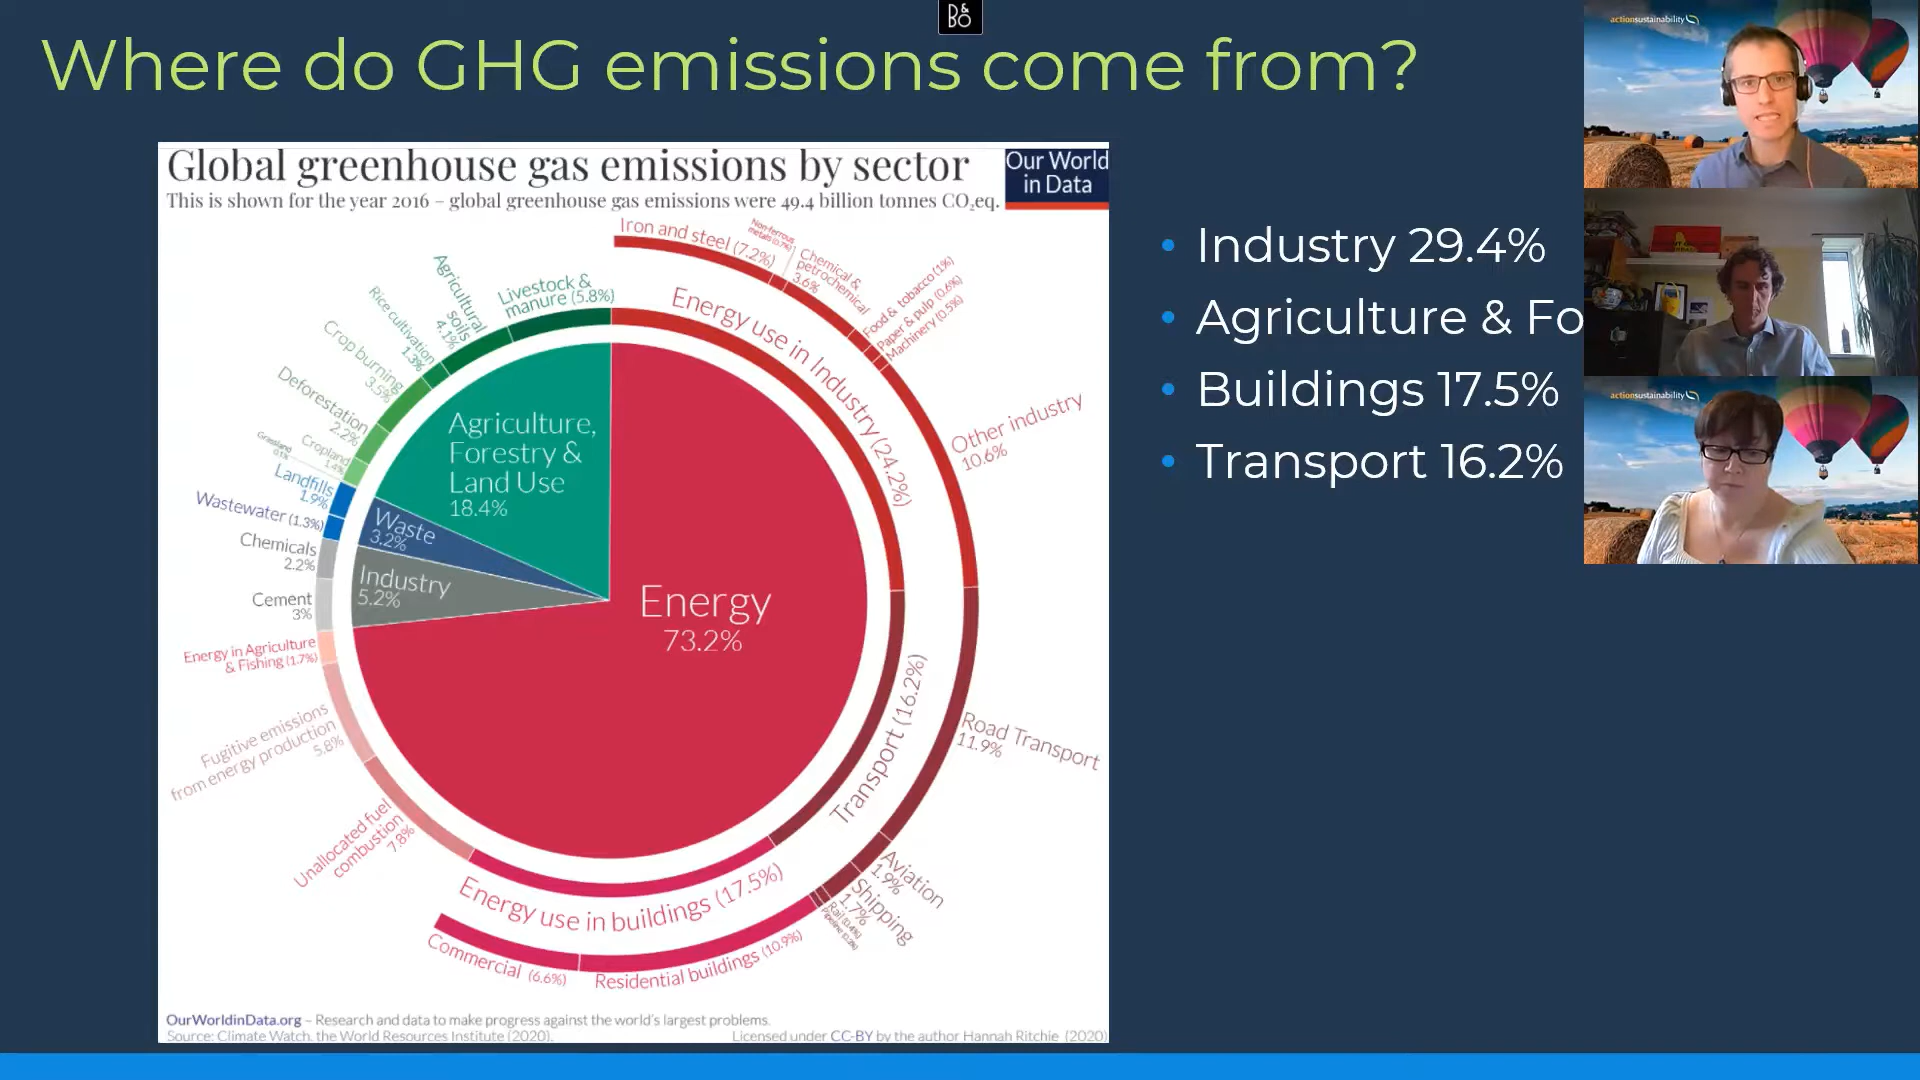 B&O
Where do GHG emissions come from?
Global greenhouse gas emissions by sector
This is shown for the year 2016 – global greenhouse gas emissions were 49.4 billion tonnes CO₂eq.
Our World
in Data
Iron and steel (7.2%)
Non-ferrous
metals (0.7%)
Chemical &
petrochemical
3.6%
Food & tobacco (1%)
Paper & pulp (0.6%)
Machinery (0.5%)
Energy use in Industry (24.2%)
Other industry
10.6%
Transport (16.2%)
Road Transport
11.9%
Aviation
1.9%
Shipping
1.7%
Rail (0.4%)
Pipeline (0.3%)
Energy use in buildings (17.5%)
Residential buildings (10.9%)
Commercial (6.6%)
Unallocated fuel
combustion
7.8%
Fugitive emissions
from energy production
5.8%
Energy in Agriculture
& Fishing (1.7%)
Cement
3%
Chemicals
2.2%
Wastewater (1.3%)
Landfills
1.9%
Grassland
0.1%
Cropland
1.4%
Deforestation
2.2%
Crop burning
3.5%
Rice cultivation
1.3%
Agricultural
soils
4.1%
Livestock &
manure (5.8%)
Agriculture,
Forestry &
Land Use
18.4%
Waste
3.2%
Industry
5.2%
Energy
73.2%
OurWorldinData.org – Research and data to make progress against the world's largest problems.
Source: Climate Watch, the World Resources Institute (2020).
Licensed under CC-BY by the author Hannah Ritchie (2020)
• Industry 29.4%
• Agriculture & Fo
• Buildings 17.5%
• Transport 16.2%
actionsustainability
actionsustainability